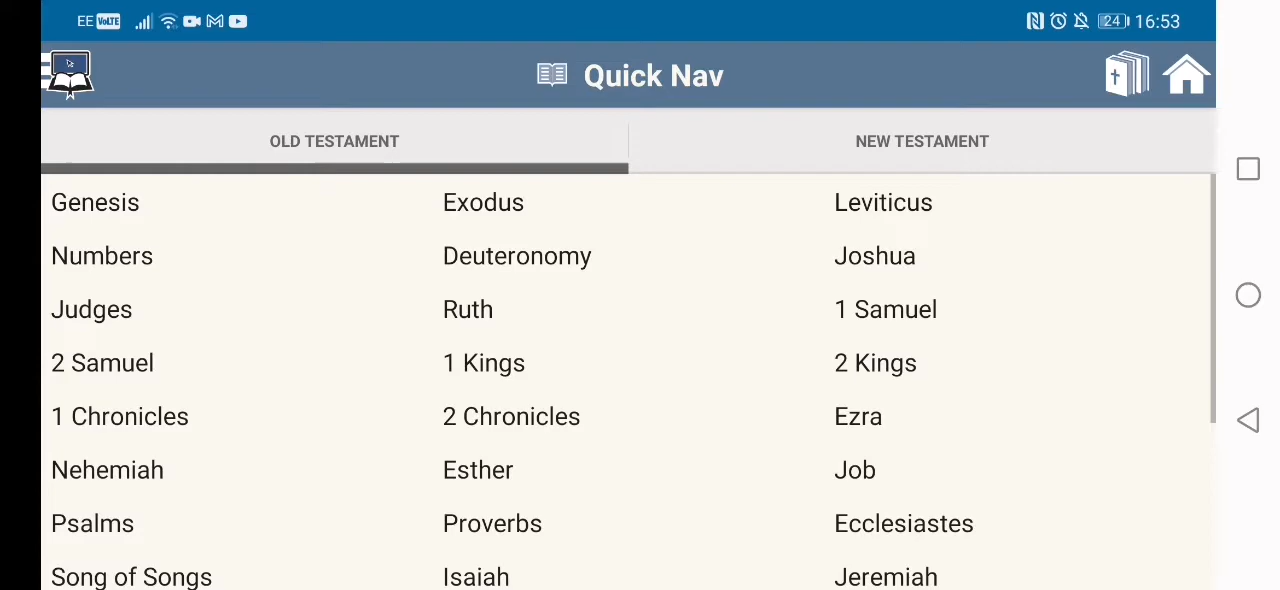 EE VoLTE 24 16:53
Quick Nav
OLD TESTAMENT NEW TESTAMENT
Genesis Exodus Leviticus
Numbers Deuteronomy Joshua
Judges Ruth 1 Samuel
2 Samuel 1 Kings 2 Kings
1 Chronicles 2 Chronicles Ezra
Nehemiah Esther Job
Psalms Proverbs Ecclesiastes
Song of Songs Isaiah Jeremiah